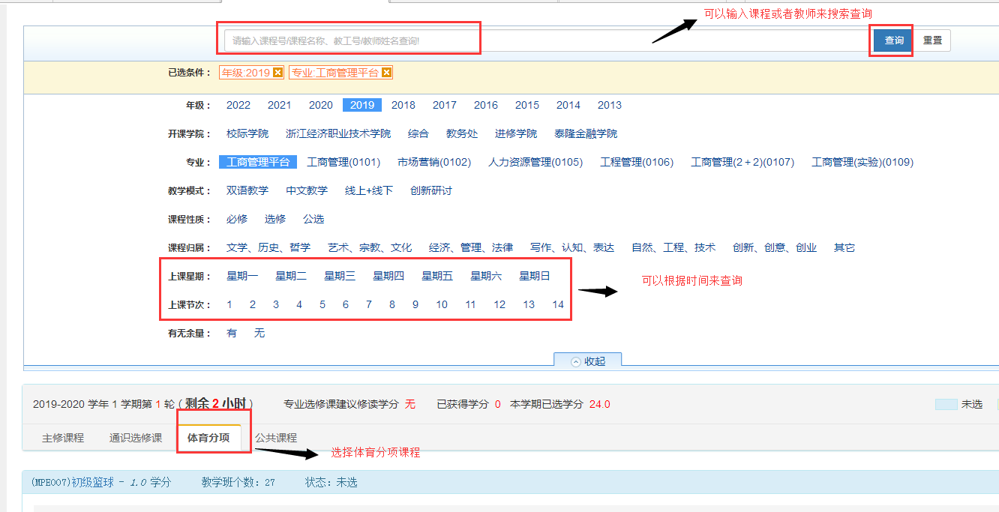 可以输入课程或者教师来搜索查询
请输入课程号/课程名称、教工号/教师姓名查询! 查询 重置
已选条件： 年级:2019 专业:工商管理平台
年级： 2022 2021 2020 2019 2018 2017 2016 2015 2014 2013
开课学院： 校际学院 浙江经济职业技术学院 综合 教务处 进修学院 泰隆金融学院
专业： 工商管理平台 工商管理(0101) 市场营销(0102) 人力资源管理(0105) 工程管理(0106) 工商管理(2＋2)(0107) 工商管理(实验)(0109)
教学模式： 双语教学 中文教学 线上+线下 创新研讨
课程性质： 必修 选修 公选
课程归属： 文学、历史、哲学 艺术、宗教、文化 经济、管理、法律 写作、认知、表达 自然、工程、技术 创新、创意、创业 其它
上课星期： 星期一 星期二 星期三 星期四 星期五 星期六 星期日
可以根据时间来查询
上课节次： 1 2 3 4 5 6 7 8 9 10 11 12 13 14
有无余量： 有 无
收起
2019-2020 学年 1 学期第 1 轮 ( 剩余 2 小时 ) 专业选修课建议修读学分 无 已获得学分 0 本学期已选学分 24.0 未选
主修课程 通识选修课 体育分项 公共课程
选择体育分项课程
(MPE007)初级篮球 - 1.0 学分 教学班个数: 27 状态: 未选